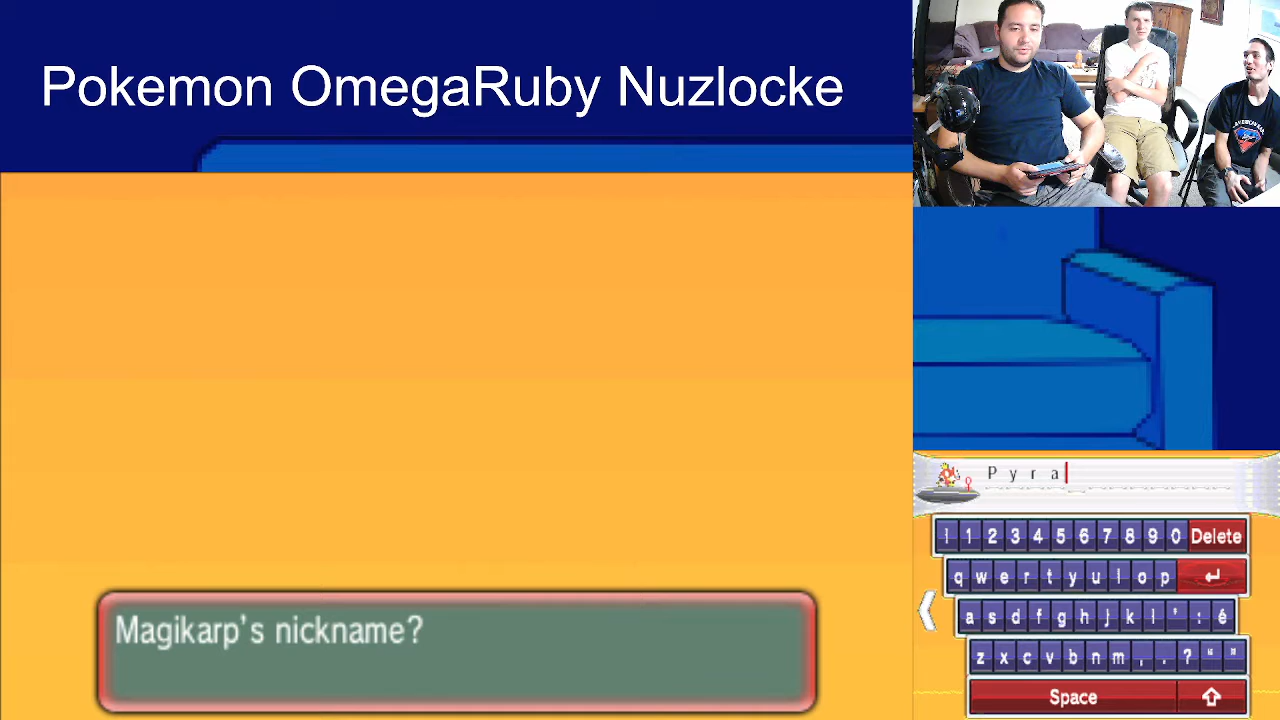 Pokemon OmegaRuby Nuzlocke
Pyra
1 2 3 4 5 6 7 8 9 0 Delete
q w e r t y u i o p
a s d f g h j k l ' : é
z x c v b n m , . ? “ ”
Space
Magikarp's nickname?